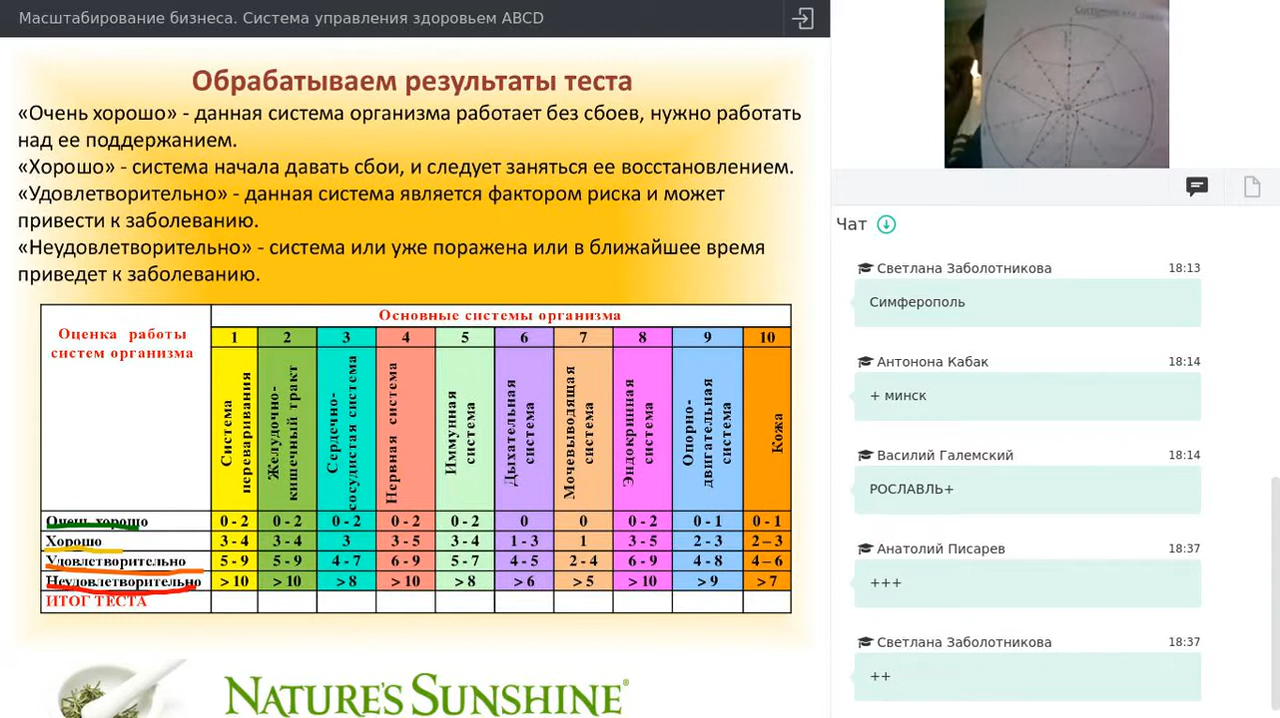 Масштабирование бизнеса. Система управления здоровьем ABCD
Обрабатываем результаты теста
«Очень хорошо» - данная система организма работает без сбоев, нужно работать
над ее поддержанием.
«Хорошо» - система начала давать сбои, и следует заняться ее восстановлением.
«Удовлетворительно» - данная система является фактором риска и может
привести к заболеванию.
«Неудовлетворительно» - система или уже поражена или в ближайшее время
приведет к заболеванию.
Оценка работы
систем организма
Основные системы организма
1 2 3 4 5 6 7 8 9 10
Система
переваривания
Желудочно-
кишечный тракт
Сердечно-
сосудистая система
Нервная система
Иммунная
система
Дыхательная
система
Мочевыводящая
система
Эндокринная
система
Опорно-
двигательная
система
Кожа
Очень хорошо 0 - 2 0 - 2 0 - 2 0 - 2 0 - 2 0 0 0 - 2 0 - 1 0 - 1
Хорошо 3 - 4 3 - 4 3 3 - 5 3 - 4 1 - 3 1 3 - 5 2 - 3 2 – 3
Удовлетворительно 5 - 9 5 - 9 4 - 7 6 - 9 5 - 7 4 - 5 2 - 4 6 - 9 4 - 8 4 – 6
Неудовлетворительно > 10 > 10 > 8 > 10 > 8 > 6 > 5 > 10 > 9 > 7
ИТОГ ТЕСТА
NATURE'S SUNSHINE®
Чат
Светлана Заболотникова 18:13
Симферополь
Антонона Кабак 18:14
+ минск
Василий Галемский 18:14
РОСЛАВЛЬ+
Анатолий Писарев 18:37
+++
Светлана Заболотникова 18:37
++